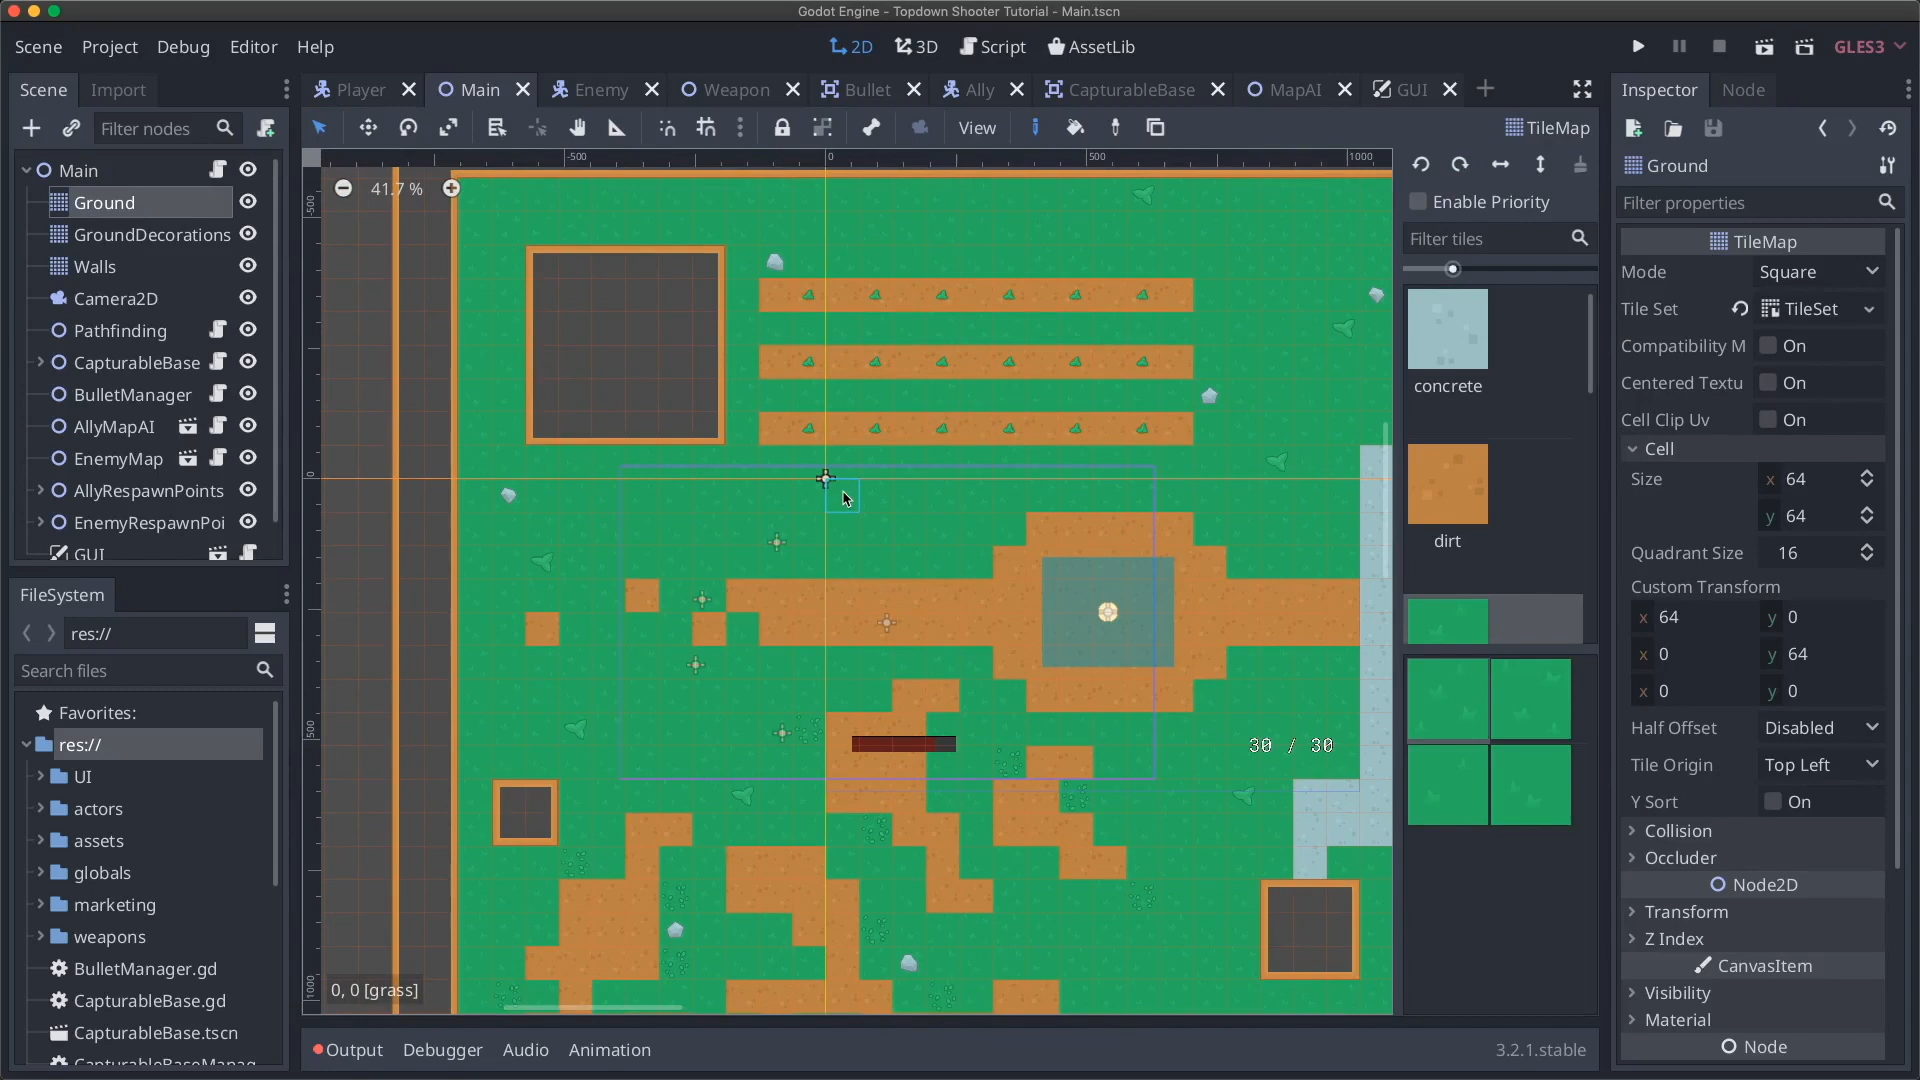 Godot Engine - Topdown Shooter Tutorial - Main.tscn
Scene Project Debug Editor Help
2D 3D Script AssetLib
GLES3
Scene Import
Player Main Enemy Weapon Bullet Ally CapturableBase MapAI GUI
Inspector Node
Filter nodes
View
TileMap
Main
Ground
GroundDecorations
Walls
Camera2D
Pathfinding
CapturableBase
BulletManager
AllyMapAI
EnemyMap
AllyRespawnPoints
EnemyRespawnPoi
GUI
FileSystem
res://
Search files
Favorites:
res://
UI
actors
assets
globals
marketing
weapons
BulletManager.gd
CapturableBase.gd
CapturableBase.tscn
CapturableBaseManag
-500 0 500 1000
-500
0
500
1000
41.7 %
30 / 30
0, 0 [grass]
Output Debugger Audio Animation
3.2.1.stable
Enable Priority
Filter tiles
concrete
dirt
Ground
Filter properties
TileMap
Mode Square
Tile Set TileSet
Compatibility M On
Centered Textu On
Cell Clip Uv On
Cell
Size x 64
y 64
Quadrant Size 16
Custom Transform
x 64 y 0
x 0 y 64
x 0 y 0
Half Offset Disabled
Tile Origin Top Left
Y Sort On
Collision
Occluder
Node2D
Transform
Z Index
CanvasItem
Visibility
Material
Node